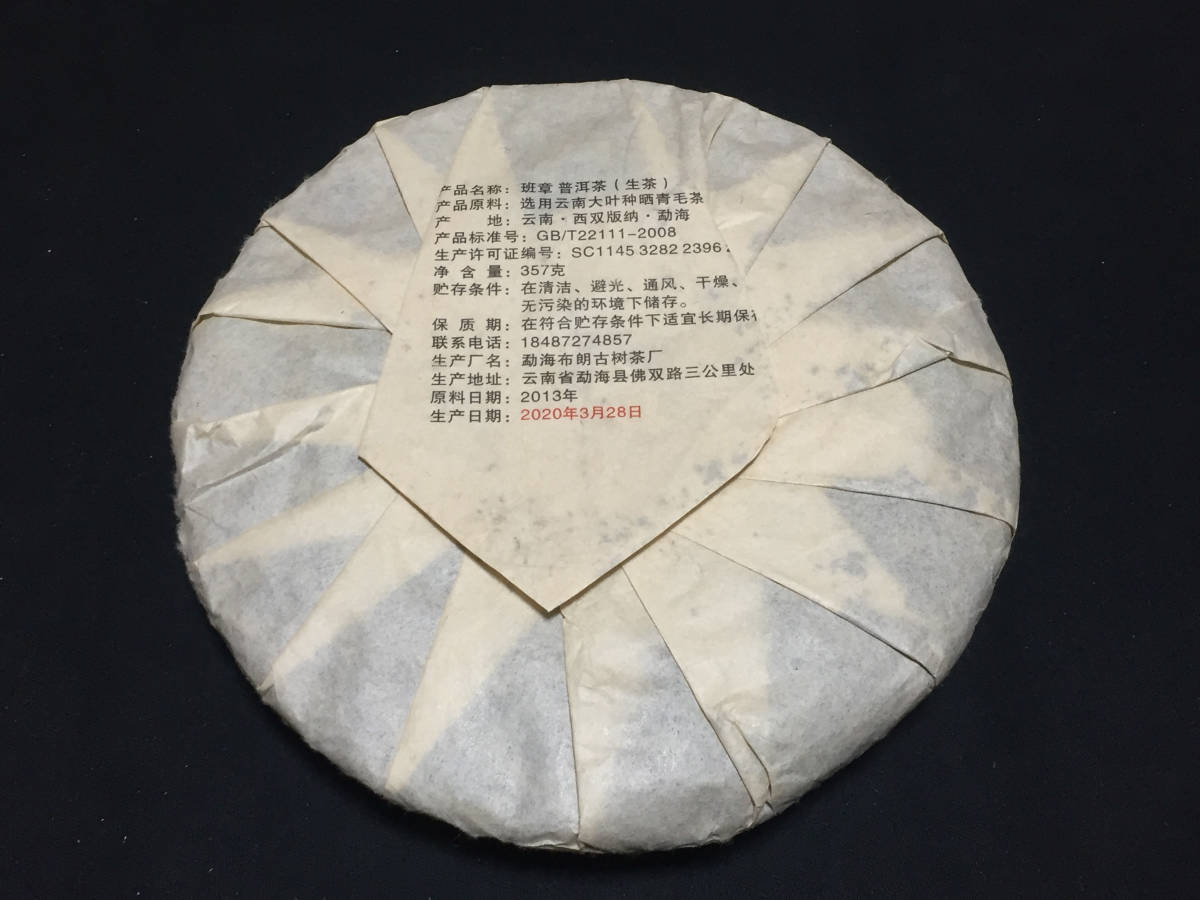 产品名称：班章 普洱茶（生茶）
产品原料：选用云南大叶种晒青毛茶
产 地：云南·西双版纳·勐海
产品标准号：GB/T22111-2008
生产许可证编号：SC1145 3282 2396
净 含 量：357克
贮存条件：在清洁、避光、通风、干燥、
无污染的环境下储存。
保 质 期：在符合贮存条件下适宜长期保
联系电话：18487274857
生产厂名：勐海布朗古树茶厂
生产地址：云南省勐海县佛双路三公里处
原料日期：2013年
生产日期：2020年3月28日